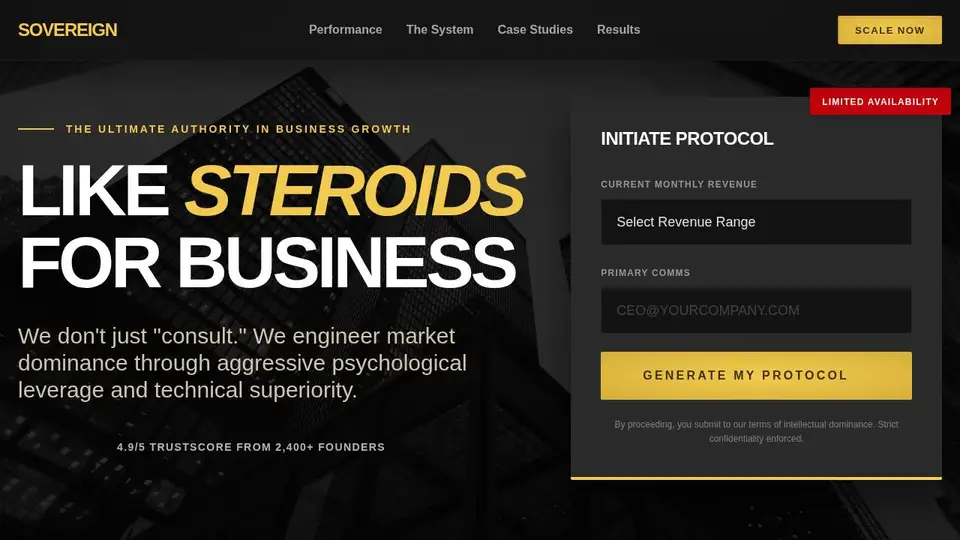 SOVEREIGN
Performance
The System
Case Studies
Results
SCALE NOW
THE ULTIMATE AUTHORITY IN BUSINESS GROWTH
LIKE STEROIDS
FOR BUSINESS
We don't just "consult." We engineer market
dominance through aggressive psychological
leverage and technical superiority.
4.9/5 TRUSTSCORE FROM 2,400+ FOUNDERS
LIMITED AVAILABILITY
INITIATE PROTOCOL
CURRENT MONTHLY REVENUE
Select Revenue Range
PRIMARY COMMS
CEO@YOURCOMPANY.COM
GENERATE MY PROTOCOL
By proceeding, you submit to our terms of intellectual dominance. Strict
confidentiality enforced.